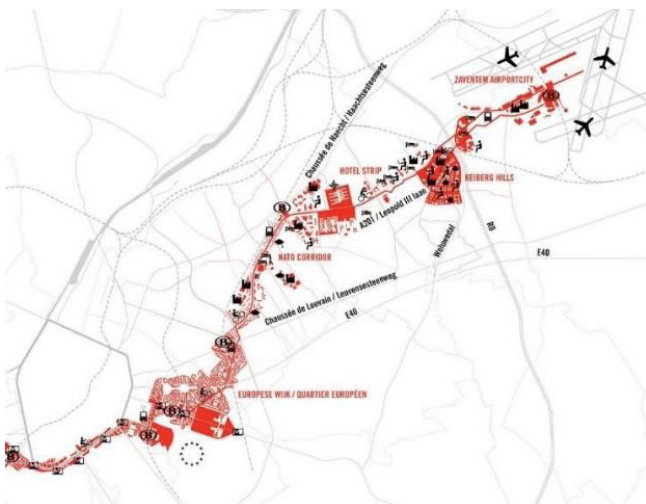 ZAVENTEM AIRPORTCITY
Chaussée de Haecht / Haachtsesteenweg
HOTEL STRIP
KEIBERG HILLS
A201 / Leopold III laan
NATO CORRIDOR
Woluwedal
R0
E40
Chaussée de Louvain / Leuvensesteenweg
E40
EUROPESE WIJK / QUARTIER EUROPÉEN
B
B
B
B
B
B